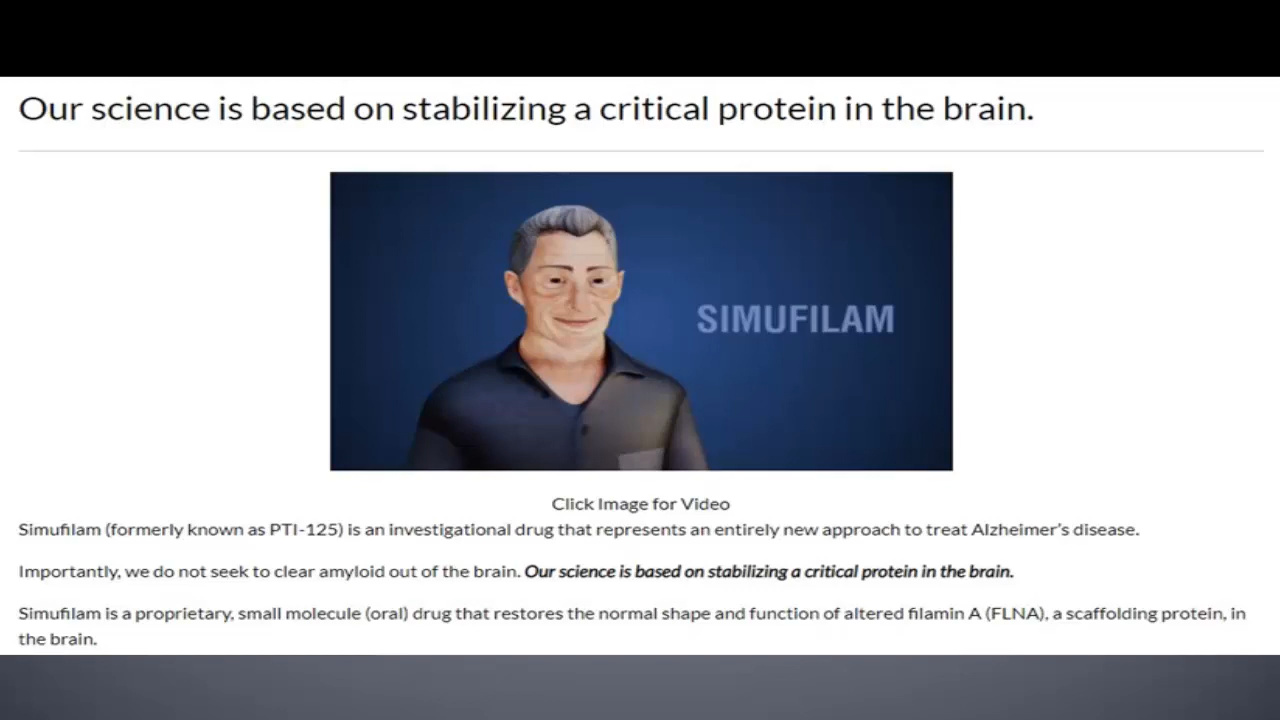 Our science is based on stabilizing a critical protein in the brain.
SIMUFILAM
Click Image for Video
Simufilam (formerly known as PTI-125) is an investigational drug that represents an entirely new approach to treat Alzheimer's disease.
Importantly, we do not seek to clear amyloid out of the brain. Our science is based on stabilizing a critical protein in the brain.
Simufilam is a proprietary, small molecule (oral) drug that restores the normal shape and function of altered filamin A (FLNA), a scaffolding protein, in
the brain.